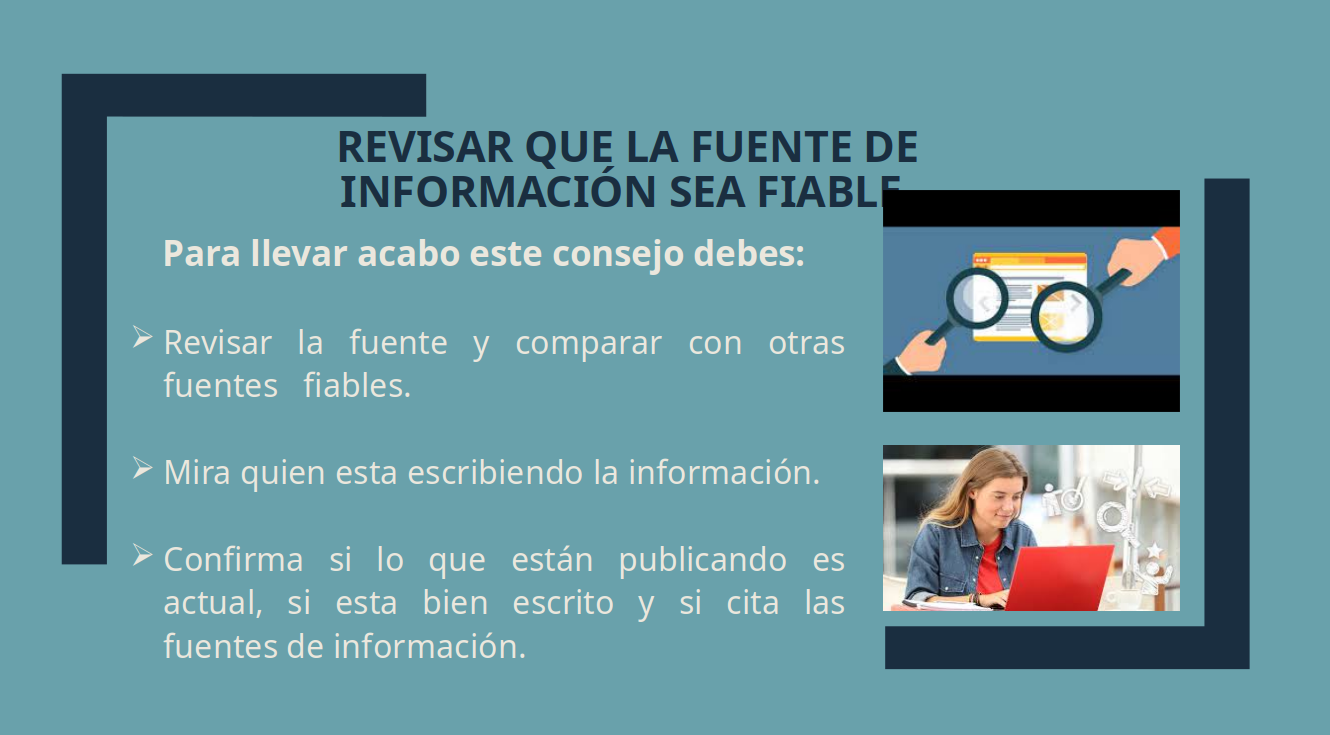 REVISAR QUE LA FUENTE DE
INFORMACIÓN SEA FIABLE
Para llevar acabo este consejo debes:
Revisar la fuente y comparar con otras
fuentes fiables.
Mira quien esta escribiendo la información.
Confirma si lo que están publicando es
actual, si esta bien escrito y si cita las
fuentes de información.